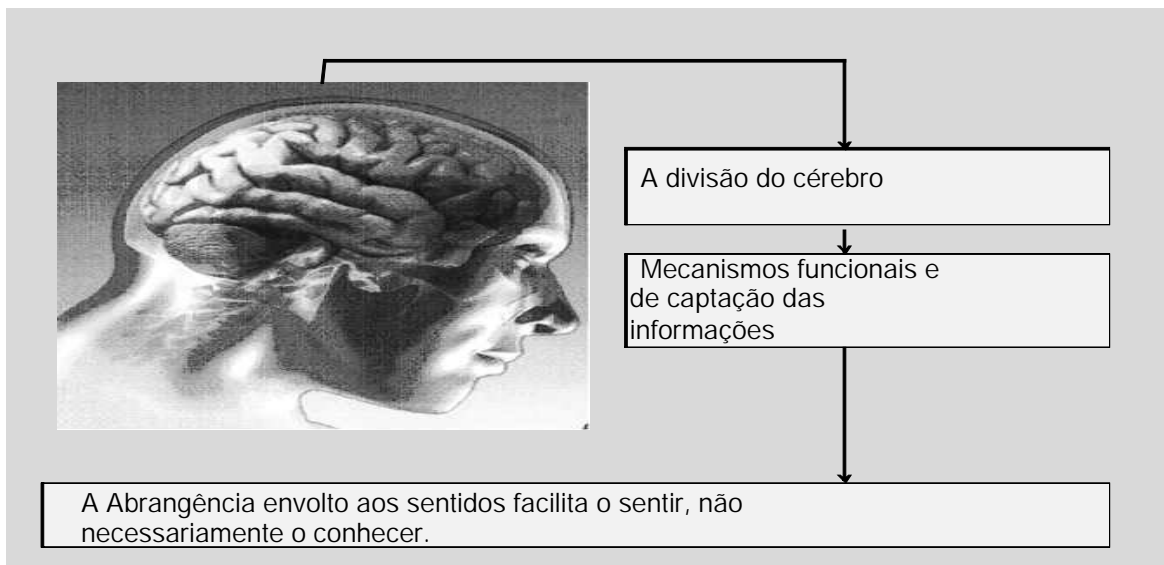 A divisão do cérebro
Mecanismos funcionais e
de captação das
informações
A Abrangência envolto aos sentidos facilita o sentir, não
necessariamente o conhecer.